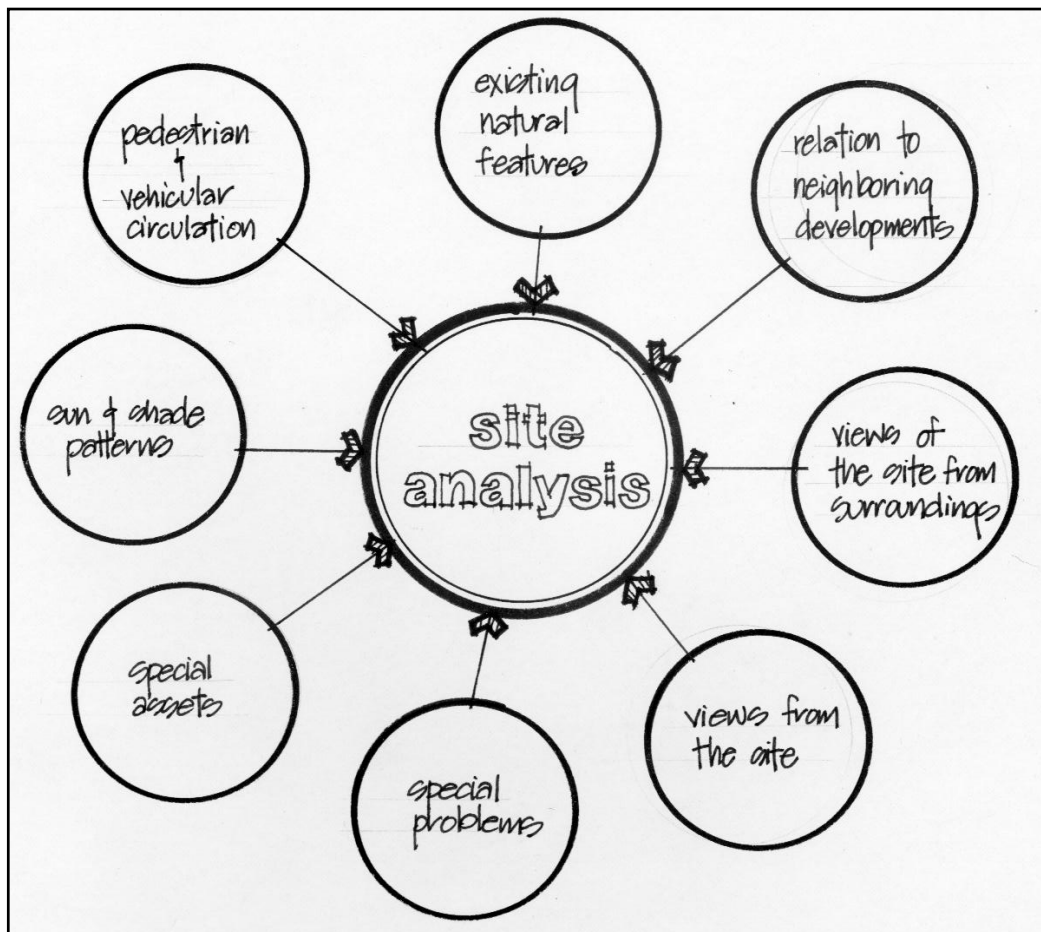 existing
natural
features
pedestrian
&
vehicular
circulation
relation to
neighboring
developments
sun & shade
patterns
site
analysis
views of
the site from
surroundings
special
assets
views from
the site
special
problems